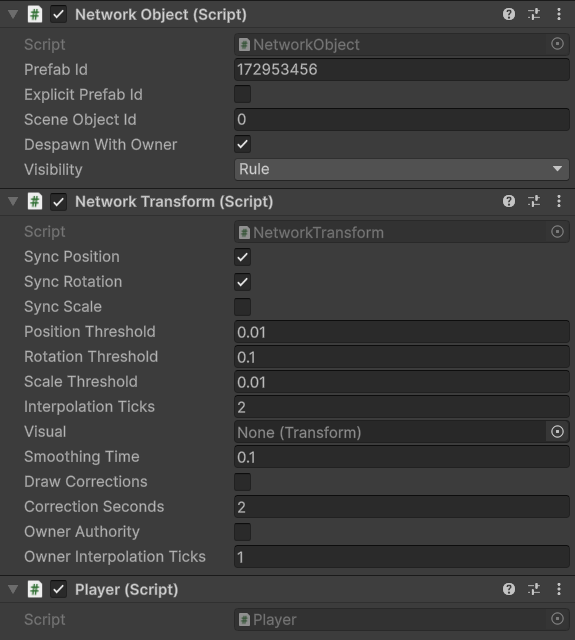 Network Object (Script)
Script NetworkObject
Prefab Id 172953456
Explicit Prefab Id
Scene Object Id 0
Despawn With Owner
Visibility Rule
Network Transform (Script)
Script NetworkTransform
Sync Position
Sync Rotation
Sync Scale
Position Threshold 0.01
Rotation Threshold 0.1
Scale Threshold 0.01
Interpolation Ticks 2
Visual None (Transform)
Smoothing Time 0.1
Draw Corrections
Correction Seconds 2
Owner Authority
Owner Interpolation Ticks 1
Player (Script)
Script Player